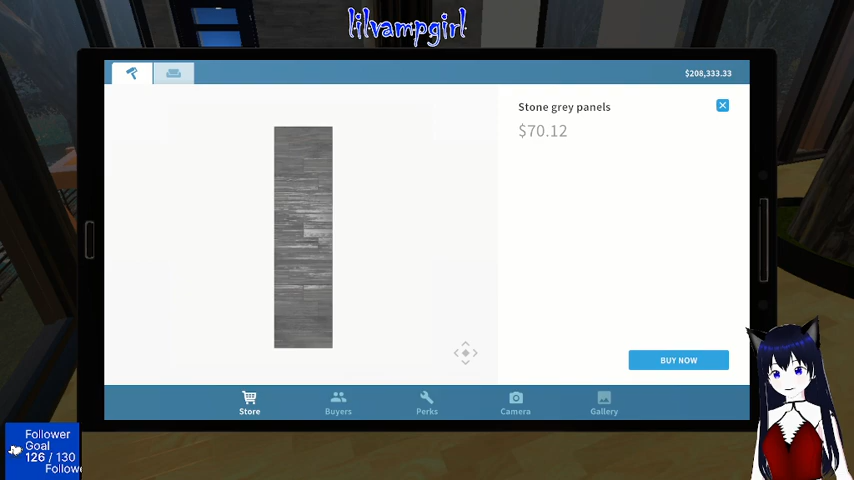 lilvampgirl
$208,333.33
Stone grey panels
$70.12
BUY NOW
Store
Buyers
Perks
Camera
Gallery
Follower
Goal
126 / 130
Follow